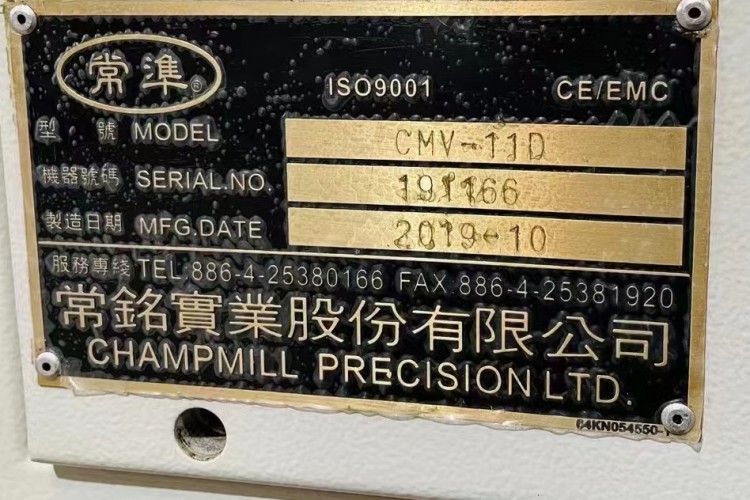 常準® ISO9001 CE/EMC
型號 MODEL CMV-11D
機器號碼 SERIAL.NO. 191166
製造日期 MFG.DATE 2019-10
服務專綫 TEL.886-4-25380166 FAX.886-4-25381920
常銘實業股份有限公司
CHAMPMILL PRECISION LTD.